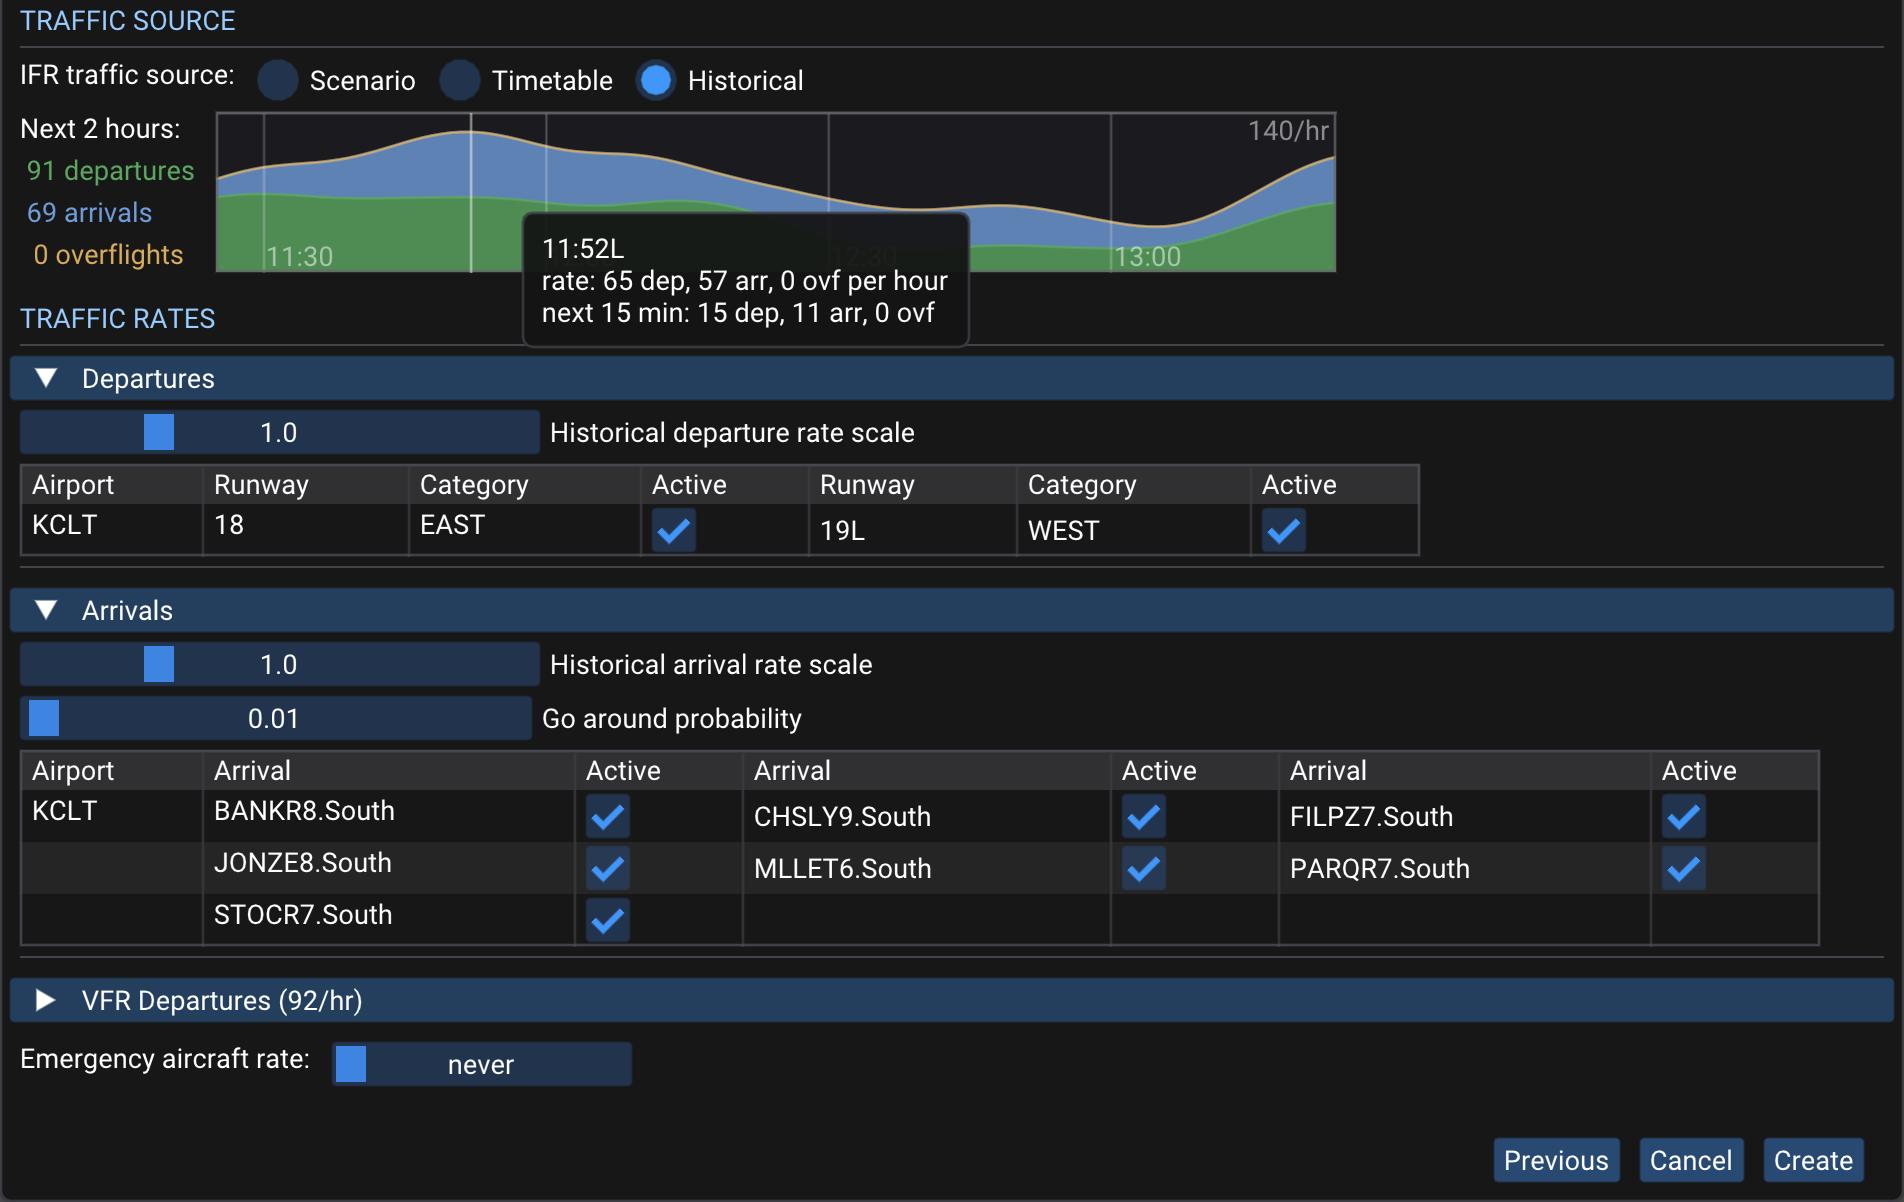 TRAFFIC SOURCE
IFR traffic source: Scenario Timetable Historical
Next 2 hours:
91 departures
69 arrivals
0 overflights
140/hr
11:30 12:30 13:00
11:52L
rate: 65 dep, 57 arr, 0 ovf per hour
next 15 min: 15 dep, 11 arr, 0 ovf
TRAFFIC RATES
Departures
1.0 Historical departure rate scale
Airport Runway Category Active Runway Category Active
KCLT 18 EAST 19L WEST
Arrivals
1.0 Historical arrival rate scale
0.01 Go around probability
Airport Arrival Active Arrival Active Arrival Active
KCLT BANKR8.South CHSLY9.South FILPZ7.South
JONZE8.South MLLET6.South PARQR7.South
STOCR7.South
VFR Departures (92/hr)
Emergency aircraft rate: never
Previous Cancel Create